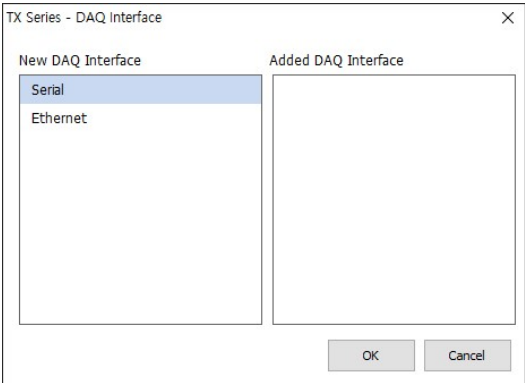 TX Series - DAQ Interface
New DAQ Interface
Added DAQ Interface
Serial
Ethernet
OK
Cancel